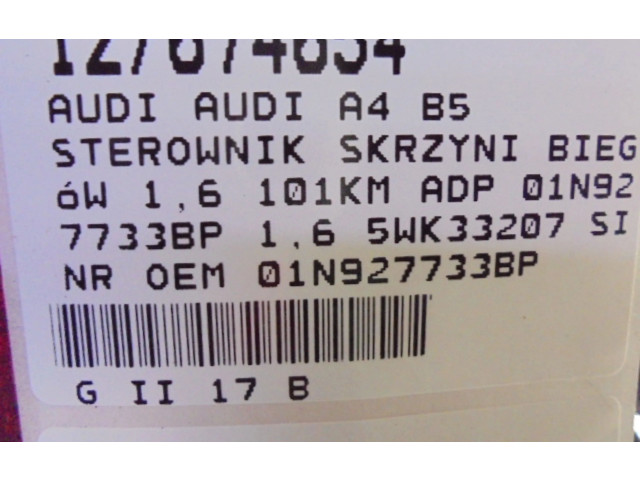 127674654
AUDI AUDI A4 B5
STEROWNIK SKRZYNI BIEG
óW 1,6 101KM ADP 01N92
7733BP 1,6 5WK33207 SI
NR OEM 01N927733BP
G II 17 B